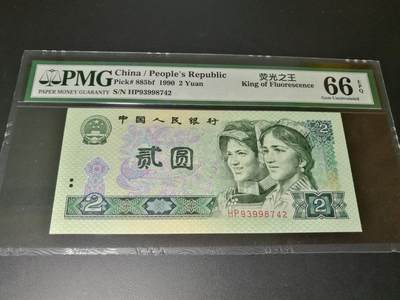 PMG
PAPER MONEY GUARANTY
China / People's Republic
Pick# 885bf 1990 2 Yuan
S/N HP93998742
荧光之王
King of Fluorescence
66 EPQ
Gem Uncirculated
中国人民银行
2
贰圆
2
HP93998742
2